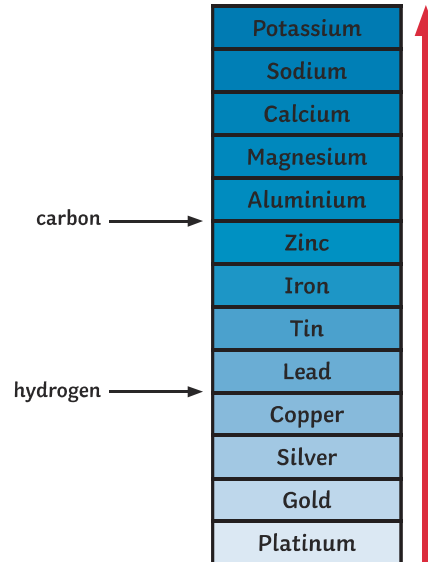 Potassium
Sodium
Calcium
Magnesium
Aluminium
carbon
Zinc
Iron
Tin
Lead
hydrogen
Copper
Silver
Gold
Platinum